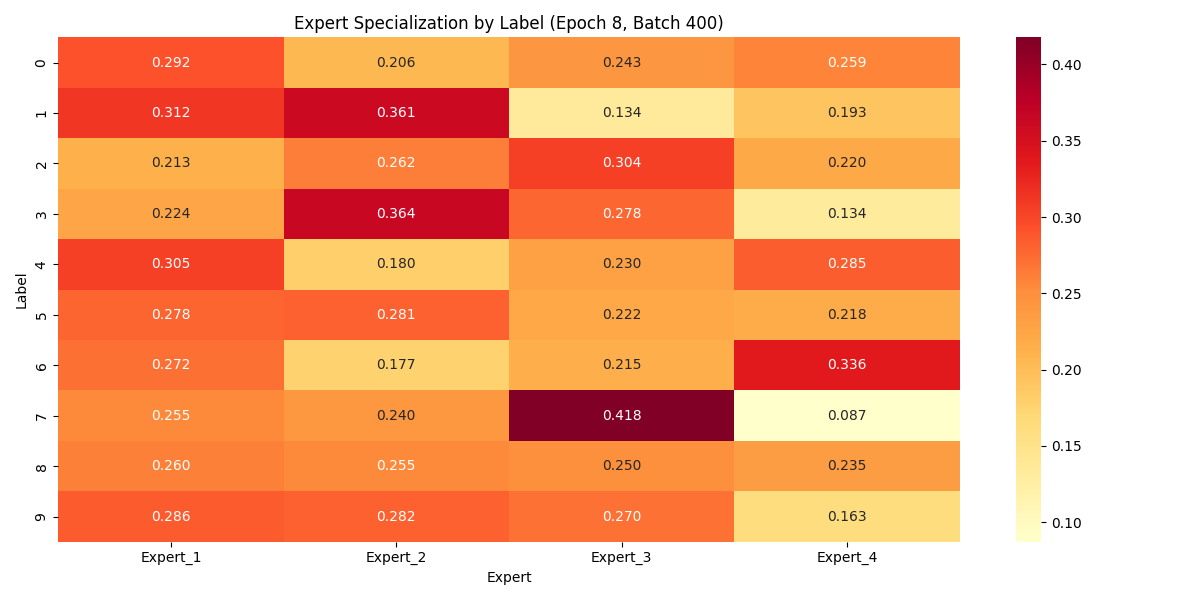 Expert Specialization by Label (Epoch 8, Batch 400)
0 0.292 0.206 0.243 0.259
1 0.312 0.361 0.134 0.193
2 0.213 0.262 0.304 0.220
3 0.224 0.364 0.278 0.134
4 0.305 0.180 0.230 0.285
5 0.278 0.281 0.222 0.218
6 0.272 0.177 0.215 0.336
7 0.255 0.240 0.418 0.087
8 0.260 0.255 0.250 0.235
9 0.286 0.282 0.270 0.163
Label
Expert_1 Expert_2 Expert_3 Expert_4
Expert
0.40
0.35
0.30
0.25
0.20
0.15
0.10